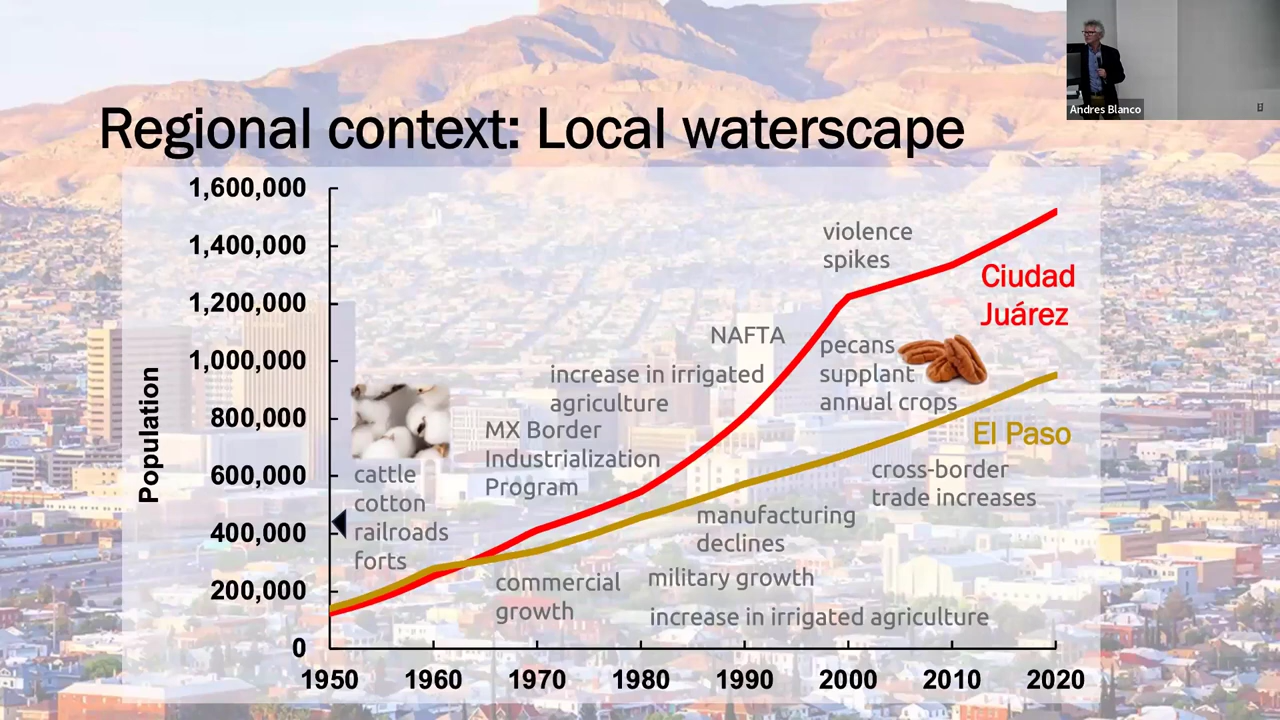 Andres Blanco
Regional context: Local waterscape
Population
1,600,000
1,400,000
1,200,000
1,000,000
800,000
600,000
400,000
200,000
0
1950
1960
1970
1980
1990
2000
2010
2020
cattle
cotton
railroads
forts
MX Border
Industrialization
Program
increase in irrigated
agriculture
NAFTA
violence
spikes
Ciudad
Juárez
pecans
supplant
annual crops
El Paso
cross-border
trade increases
manufacturing
declines
commercial
growth
military growth
increase in irrigated agriculture